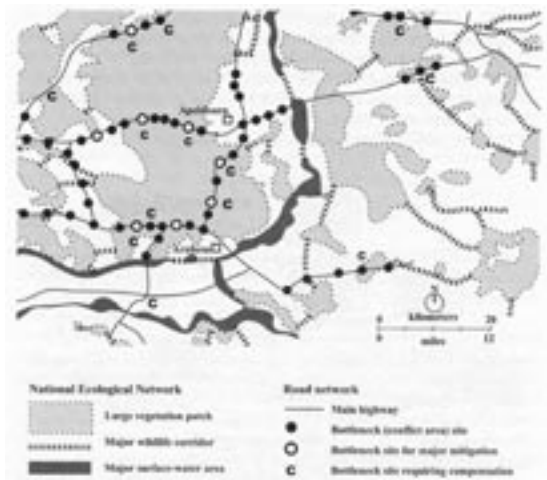 Apeldoorn
C
C
C
C
C
C
C
C
C
C
C
C
C
Arnhem
N
kilometers
0 20
miles
0 12
National Ecological Network
Large vegetation patch
Major wildlife corridor
Major surface-water area
Road network
Main highway
Bottleneck (conflict area) site
Bottleneck site for major mitigation
C Bottleneck site requiring compensation